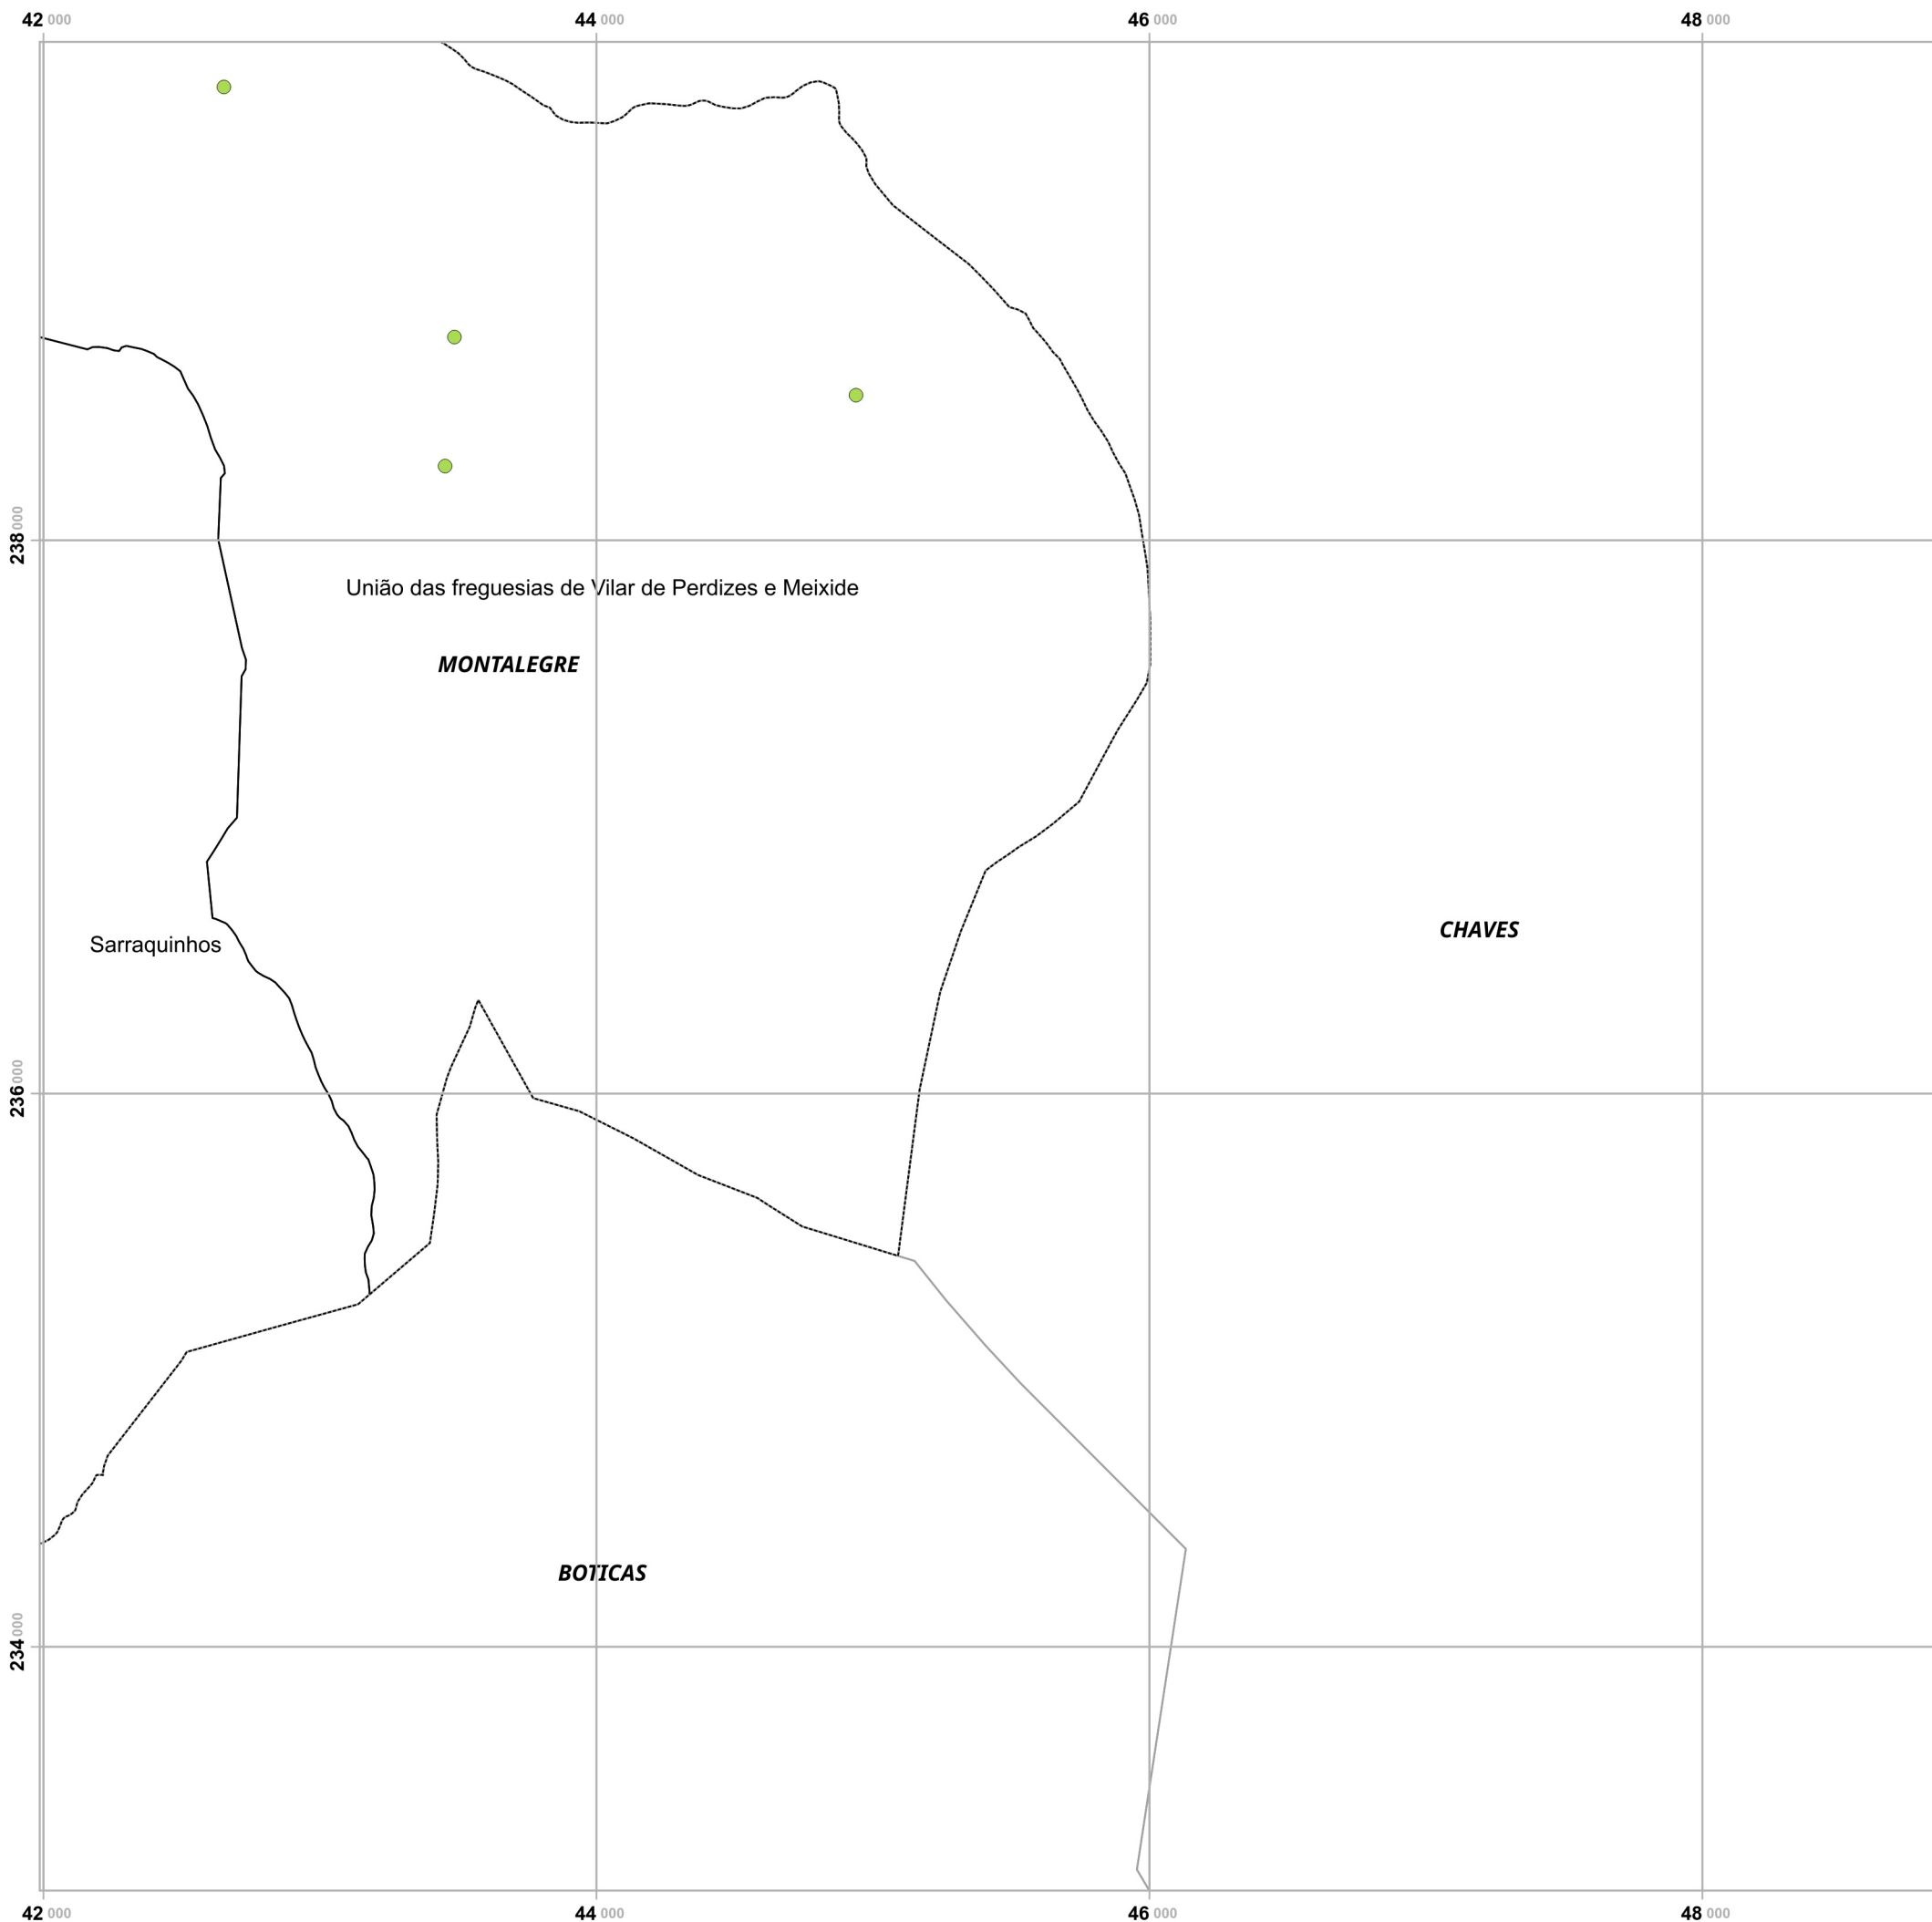 42 000 44 000 46 000 48 000
238 000
União das freguesias de Vilar de Perdizes e Meixide
MONTALEGRE
CHAVES
Sarraquinhos
236 000
BOTICAS
234 000
42 000 44 000 46 000 48 000